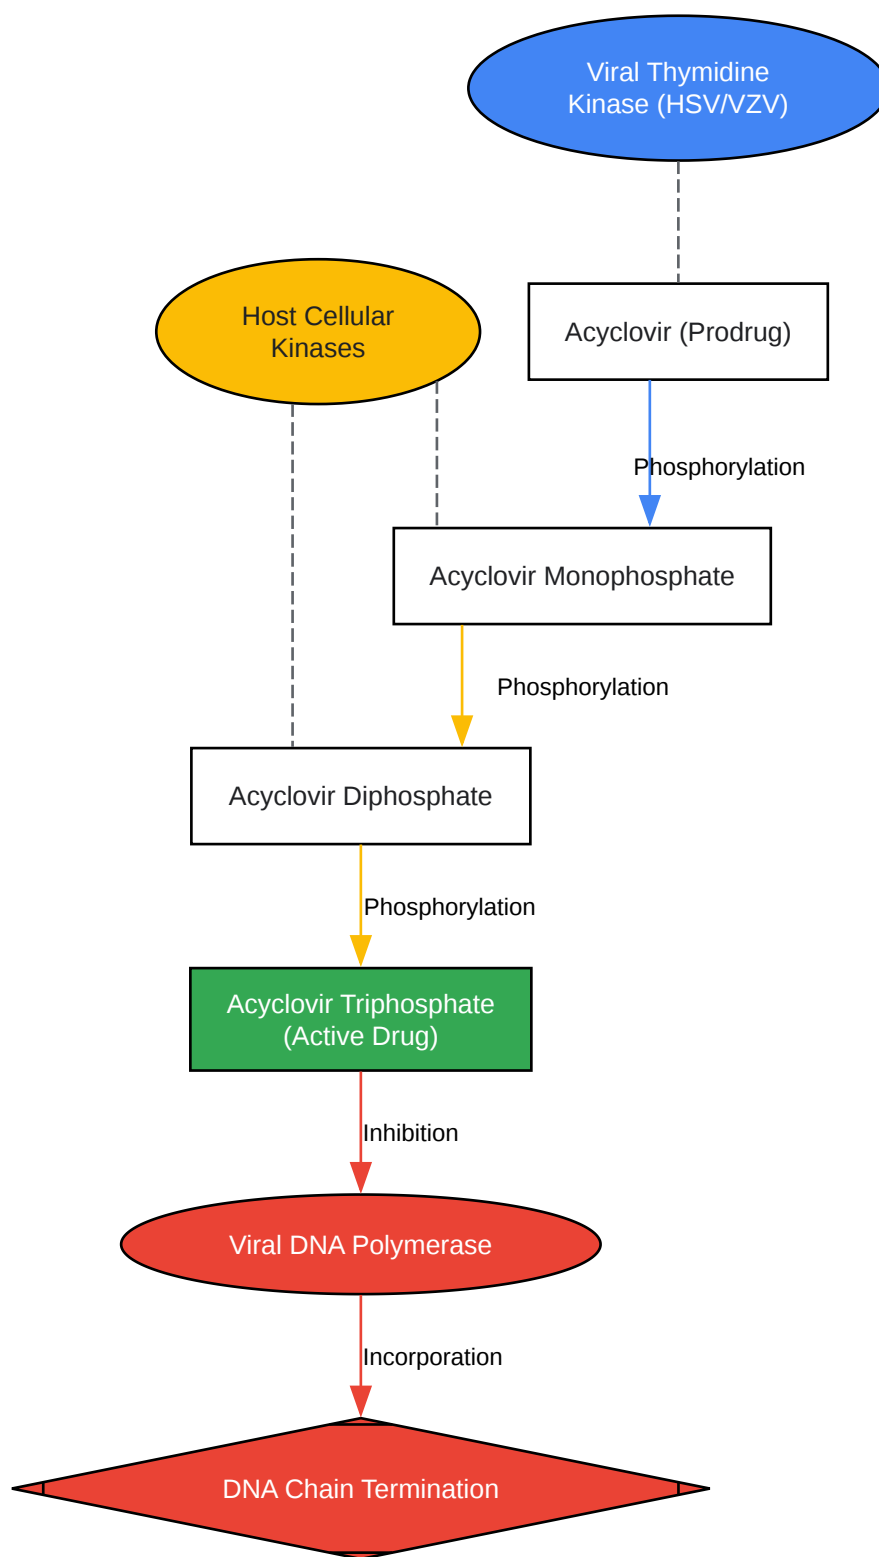 Viral Thymidine
Kinase (HSV/VZV)
Host Cellular
Kinases
Acyclovir (Prodrug)
Phosphorylation
Acyclovir Monophosphate
Phosphorylation
Acyclovir Diphosphate
Phosphorylation
Acyclovir Triphosphate
(Active Drug)
Inhibition
Viral DNA Polymerase
Incorporation
DNA Chain Termination